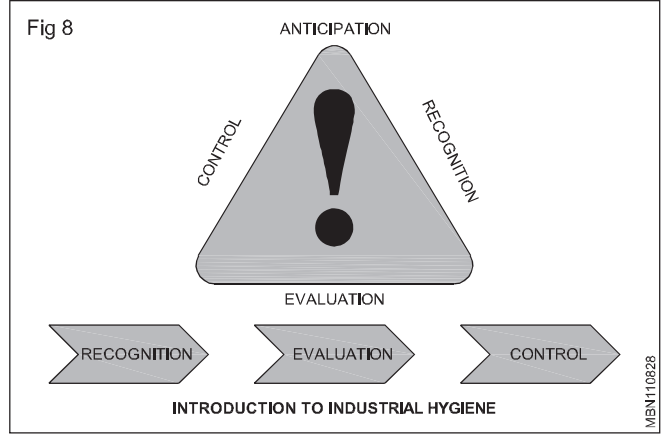 Fig 8
ANTICIPATION
CONTROL
RECOGNITION
EVALUATION
RECOGNITION
EVALUATION
CONTROL
INTRODUCTION TO INDUSTRIAL HYGIENE
MBN110828